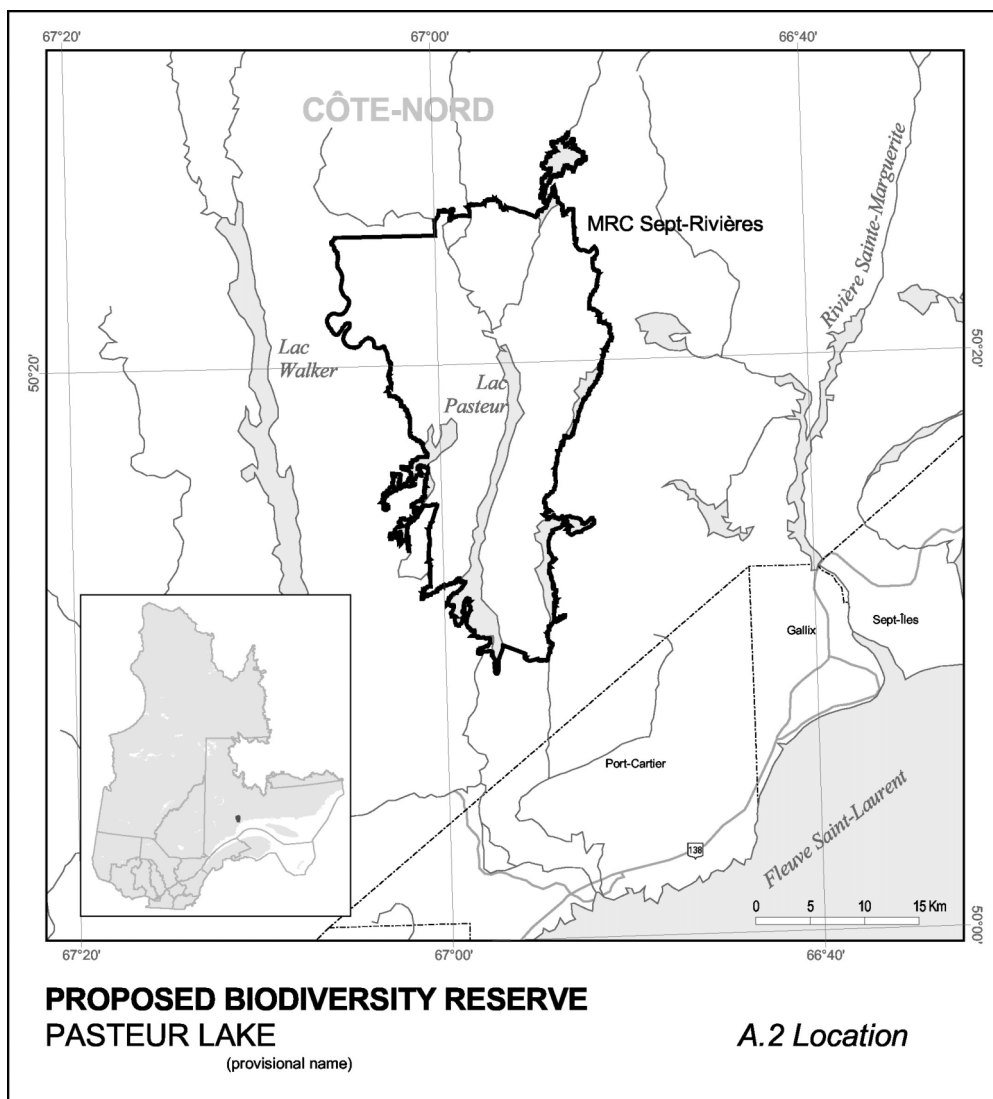 67°20'
67°00'
66°40'
CÔTE-NORD
MRC Sept-Rivières
Rivière Sainte-Marguerite
50°20'
50°20'
Lac
Walker
Lac
Pasteur
Gallix
Sept-Îles
Port-Cartier
138
Fleuve Saint-Laurent
0 5 10 15 Km
50°00'
67°20'
67°00'
66°40'
PROPOSED BIODIVERSITY RESERVE
PASTEUR LAKE
(provisional name)
A.2 Location